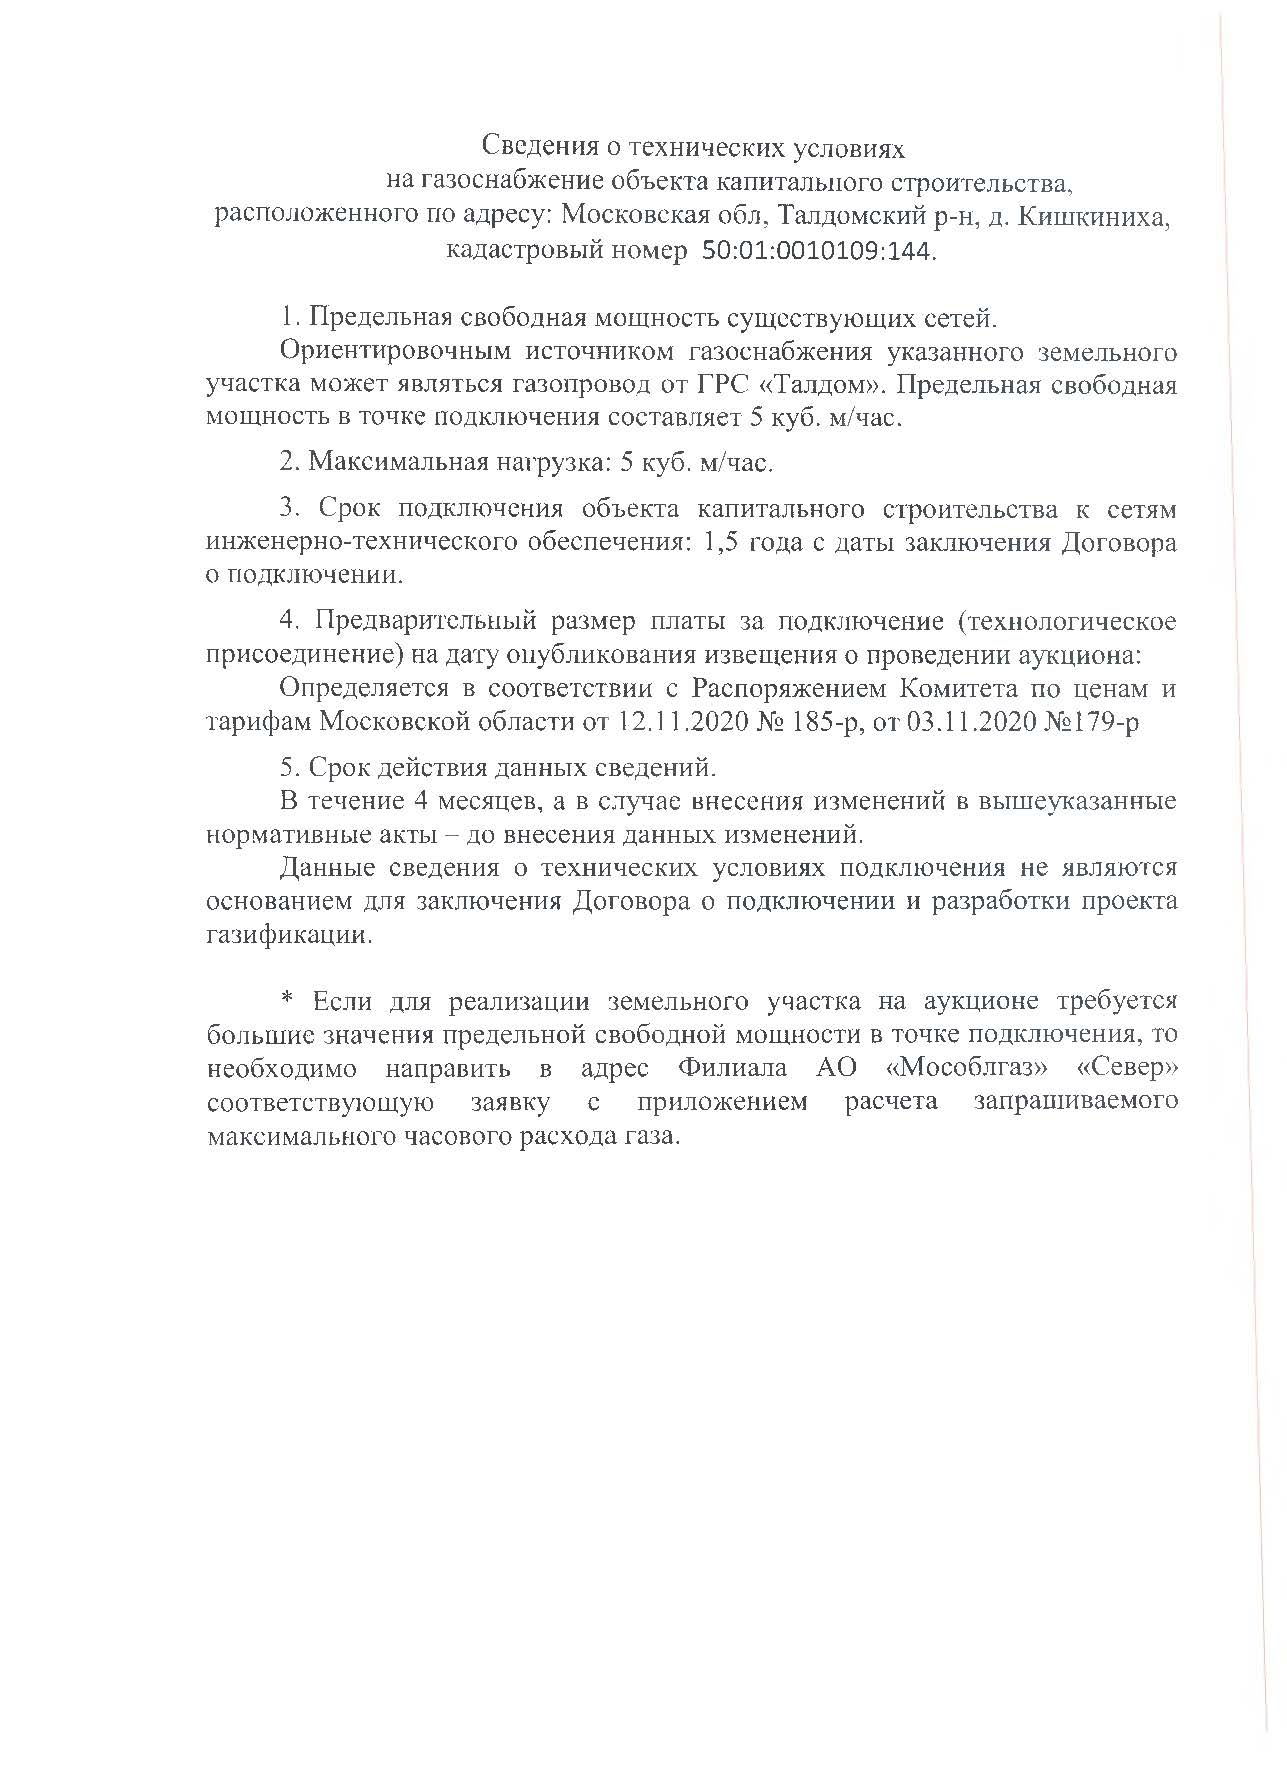 Сведения о технических условиях
на газоснабжение объекта капитального строительства,
расположенного по адресу: Московская обл, Талдомский р-н, д. Кишкиниха,
кадастровый номер 50:01:0010109:144.
1. Предельная свободная мощность существующих сетей.
Ориентировочным источником газоснабжения указанного земельного
участка может являться газопровод от ГРС «Талдом». Предельная свободная
мощность в точке подключения составляет 5 куб. м/час.
2. Максимальная нагрузка: 5 куб. м/час.
3. Срок подключения объекта капитального строительства к сетям
инженерно-технического обеспечения: 1,5 года с даты заключения Договора
о подключении.
4. Предварительный размер платы за подключение (технологическое
присоединение) на дату опубликования извещения о проведении аукциона:
Определяется в соответствии с Распоряжением Комитета по ценам и
тарифам Московской области от 12.11.2020 № 185-р, от 03.11.2020 №179-р
5. Срок действия данных сведений.
В течение 4 месяцев, а в случае внесения изменений в вышеуказанные
нормативные акты – до внесения данных изменений.
Данные сведения о технических условиях подключения не являются
основанием для заключения Договора о подключении и разработки проекта
газификации.
* Если для реализации земельного участка на аукционе требуется
большие значения предельной свободной мощности в точке подключения, то
необходимо направить в адрес Филиала АО «Мособлгаз» «Север»
соответствующую заявку с приложением расчета запрашиваемого
максимального часового расхода газа.